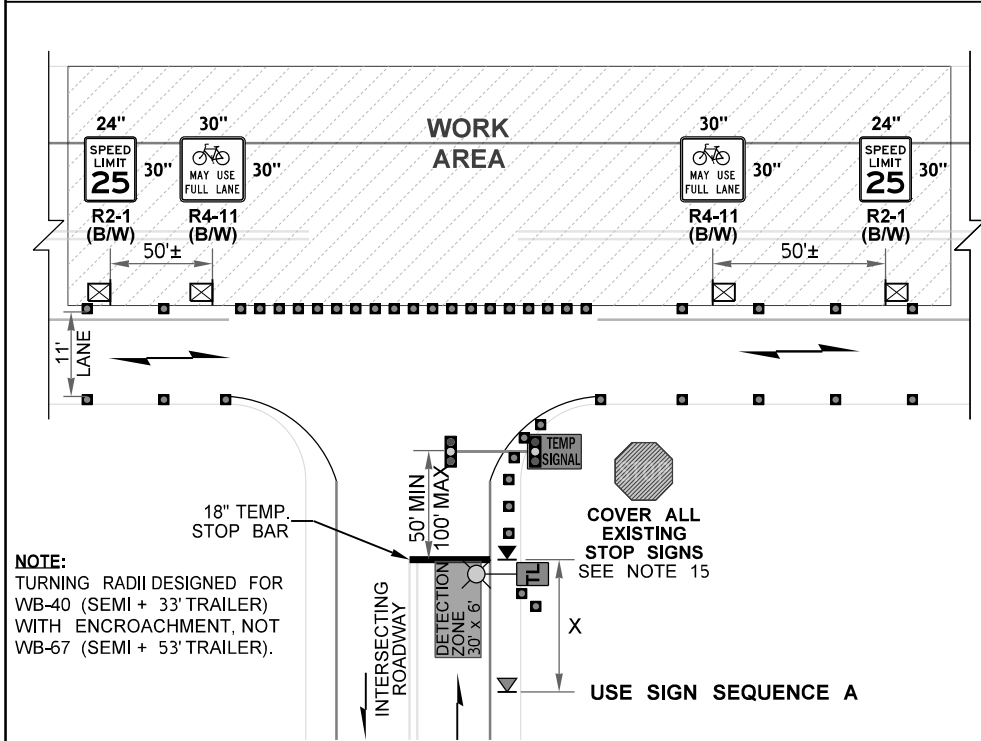 WORK
AREA
24"
SPEED
LIMIT
25
30"
R2-1
(B/W)
30"
MAY USE
FULL LANE
30"
R4-11
(B/W)
30"
MAY USE
FULL LANE
30"
R4-11
(B/W)
24"
SPEED
LIMIT
25
30"
R2-1
(B/W)
50'±
50'±
11'
LANE
TEMP
SIGNAL
STOP
50' MIN
100' MAX
18" TEMP.
STOP BAR
COVER ALL
EXISTING
STOP SIGNS
SEE NOTE 15
NOTE:
TURNING RADII DESIGNED FOR
WB-40 (SEMI + 33' TRAILER)
WITH ENCROACHMENT, NOT
WB-67 (SEMI + 53' TRAILER).
DETECTION
ZONE
30' x 6'
TL
X
INTERSECTING
ROADWAY
USE SIGN SEQUENCE A